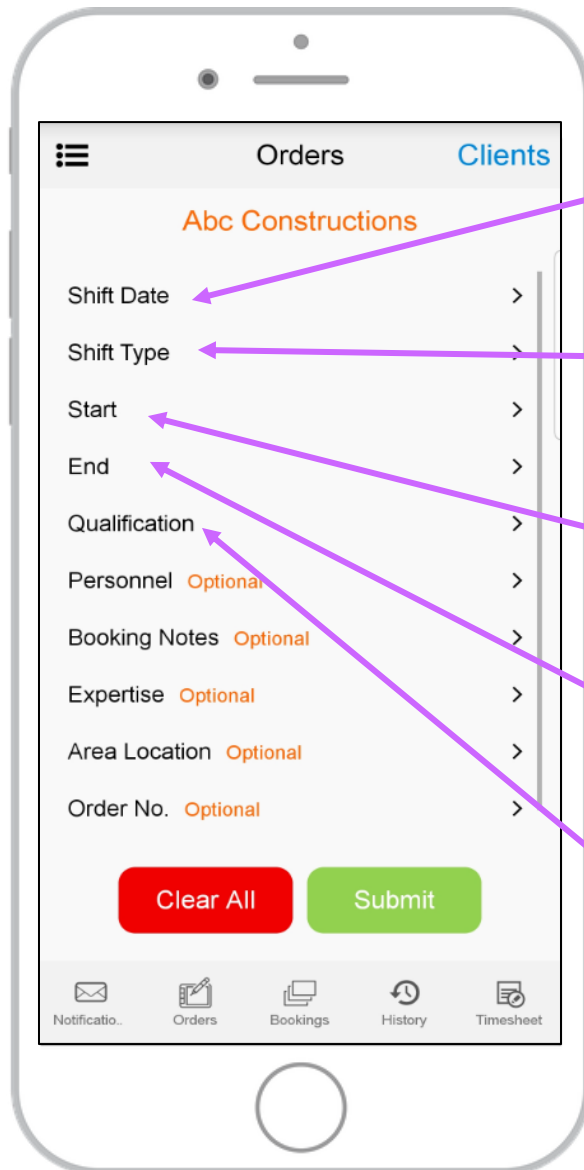 Orders Clients
Abc Constructions
Shift Date
Shift Type
Start
End
Qualification
Personnel Optional
Booking Notes Optional
Expertise Optional
Area Location Optional
Order No. Optional
Clear All Submit
Notificatio.. Orders Bookings History Timesheet